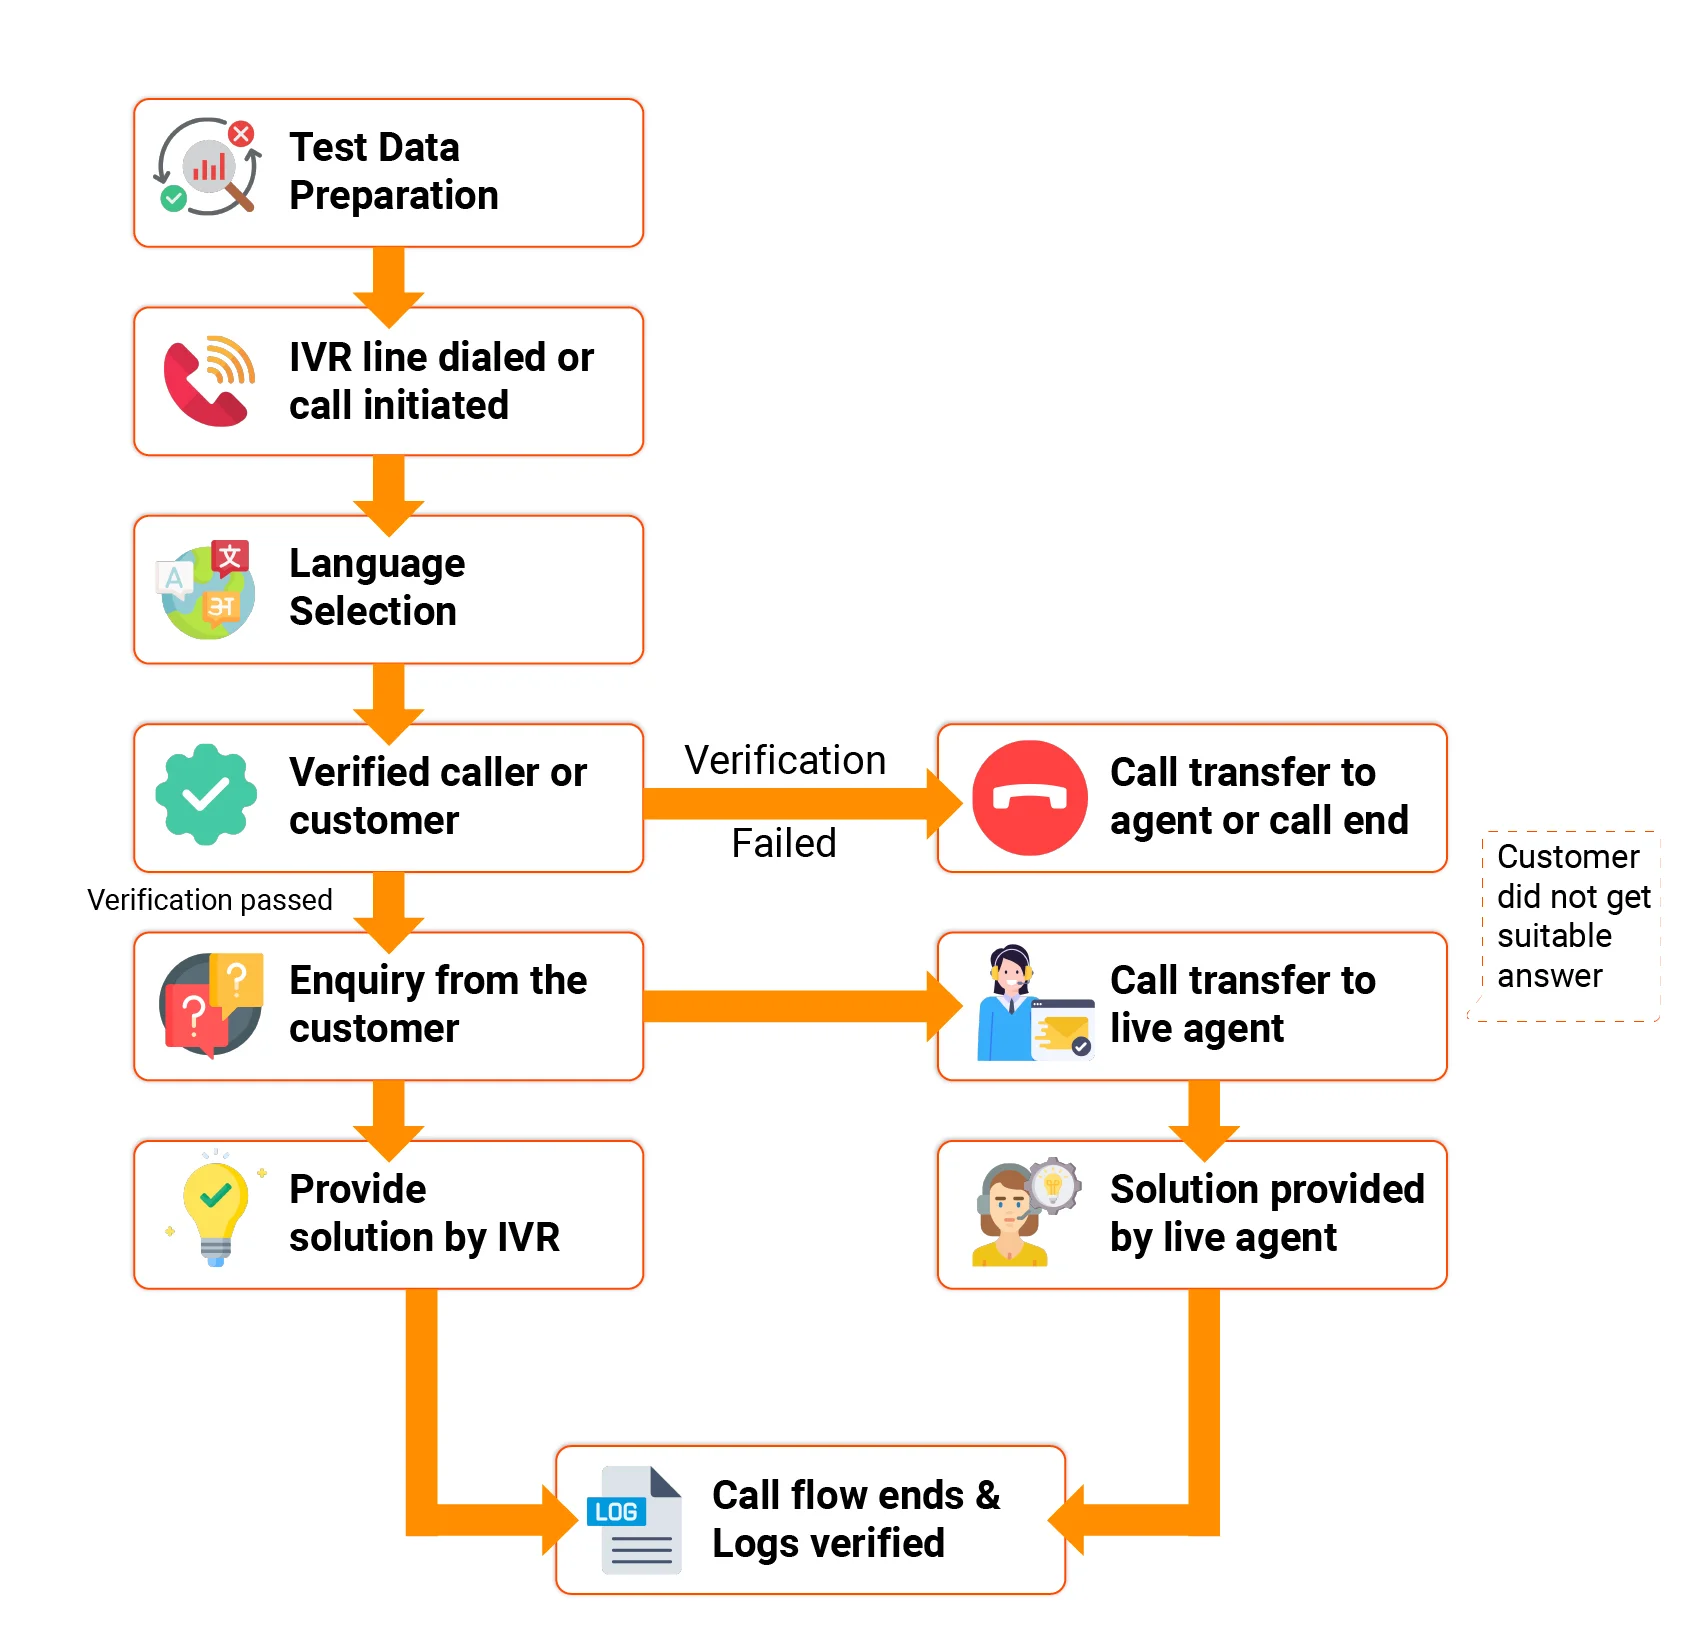 Test Data
Preparation
IVR line dialed or
call initiated
文
A
अ
Language
Selection
Verified caller or
customer
Verification
Failed
Call transfer to
agent or call end
Customer
did not get
suitable
answer
Verification passed
?
?
Enquiry from the
customer
Call transfer to
live agent
Provide
solution by IVR
Solution provided
by live agent
LOG
Call flow ends &
Logs verified